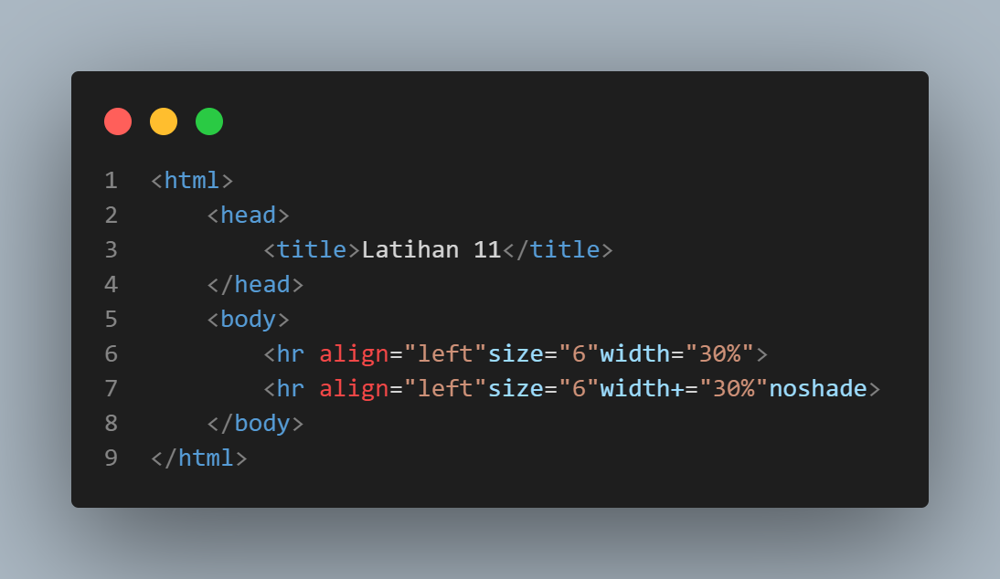 1 <html>
2     <head>
3         <title>Latihan 11</title>
4     </head>
5     <body>
6         <hr align="left"size="6"width="30%">
7         <hr align="left"size="6"width+="30%"noshade>
8     </body>
9 </html>